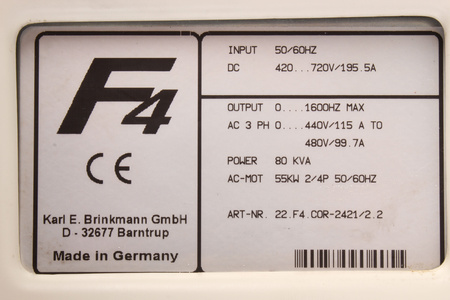 F4
CE
Karl E. Brinkmann GmbH
D - 32677 Barntrup
Made in Germany
INPUT 50/60HZ
DC 420...720V/195.5A
OUTPUT 0....1600HZ MAX
AC 3 PH 0....440V/115 A TO
480V/99.7A
POWER 80 KVA
AC-MOT 55KW 2/4P 50/60HZ
ART-NR. 22.F4.COR-2421/2.2